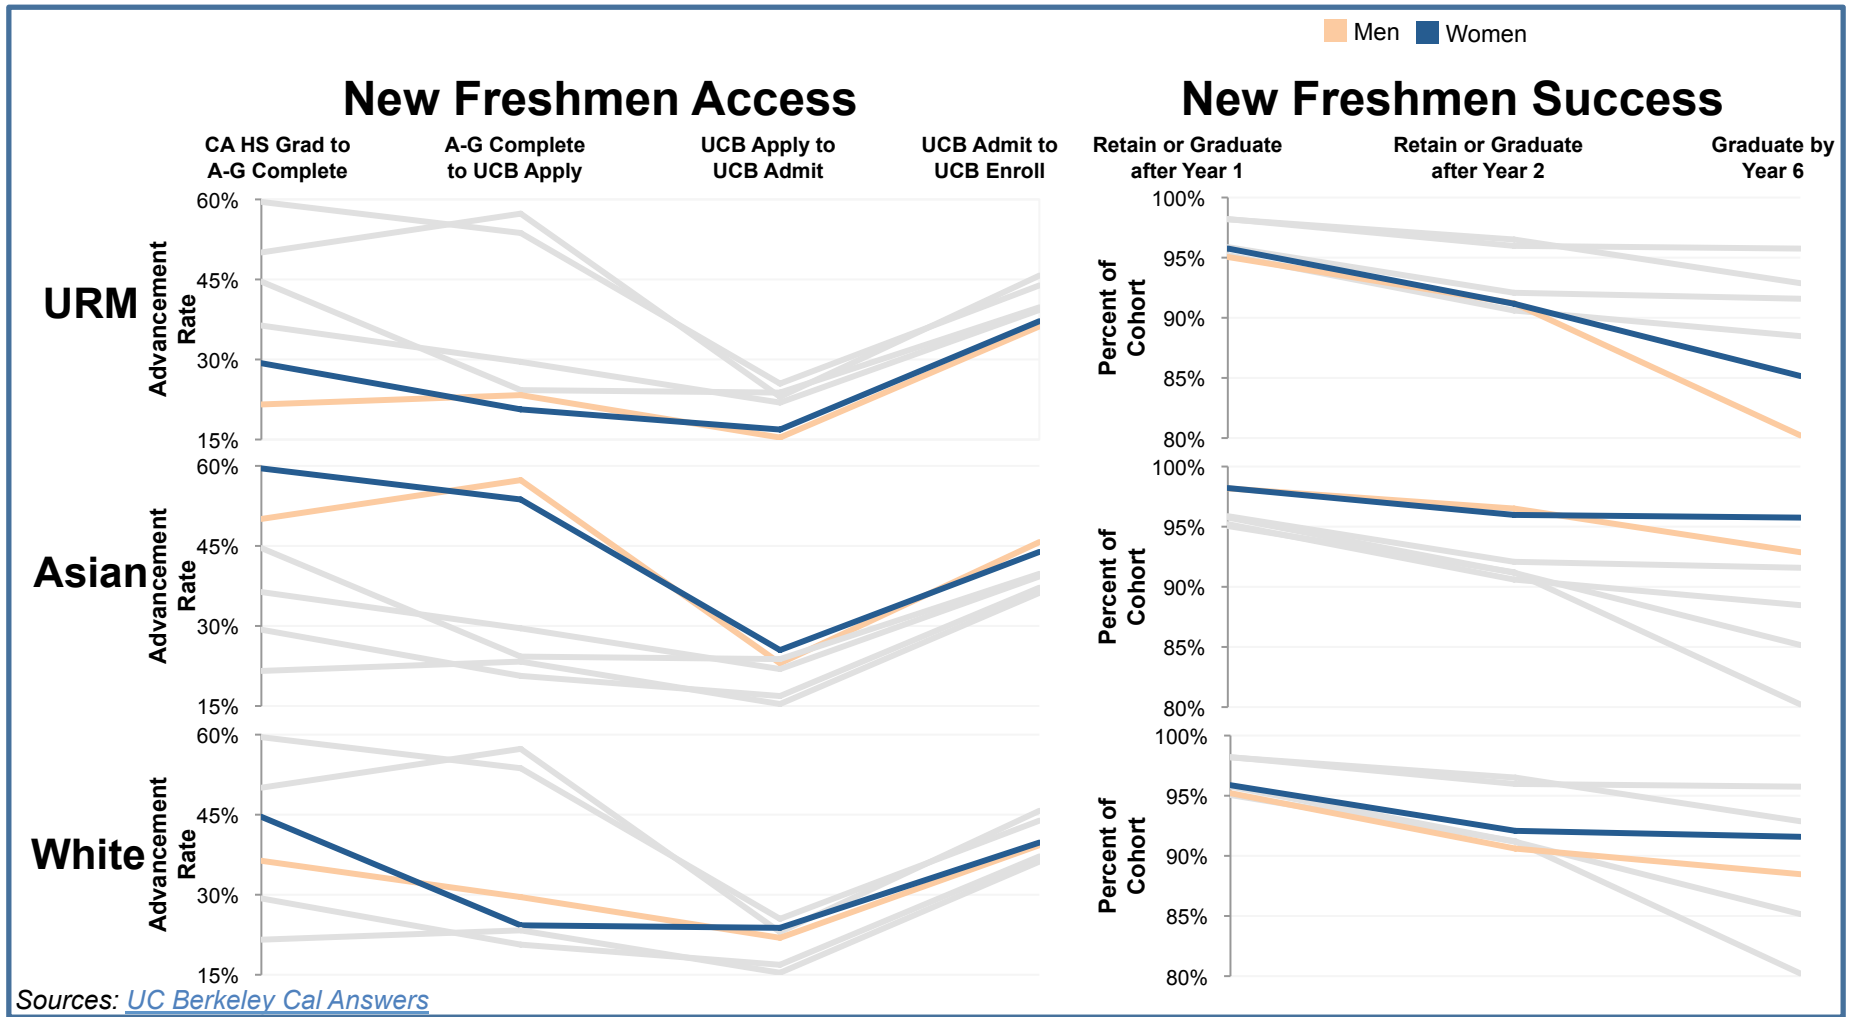 Men Women
New Freshmen Access
New Freshmen Success
CA HS Grad to
A-G Complete
A-G Complete
to UCB Apply
UCB Apply to
UCB Admit
UCB Admit to
UCB Enroll
Retain or Graduate
after Year 1
Retain or Graduate
after Year 2
Graduate by
Year 6
URM
Advancement
Rate
60%
45%
30%
15%
Percent of
Cohort
100%
95%
90%
85%
80%
Asian
Advancement
Rate
60%
45%
30%
15%
Percent of
Cohort
100%
95%
90%
85%
80%
White
Advancement
Rate
60%
45%
30%
15%
Percent of
Cohort
100%
95%
90%
85%
80%
Sources: UC Berkeley Cal Answers